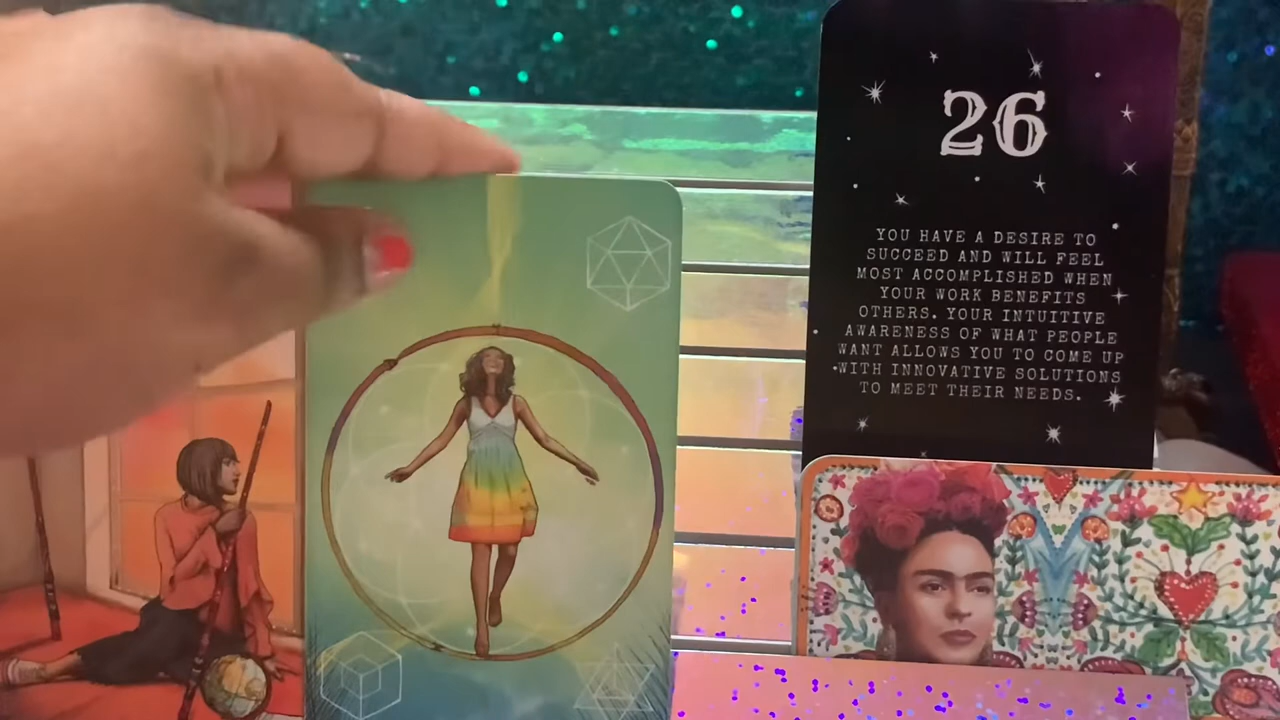 26
YOU HAVE A DESIRE TO
SUCCEED AND WILL FEEL
MOST ACCOMPLISHED WHEN
YOUR WORK BENEFITS
OTHERS. YOUR INTUITIVE
AWARENESS OF WHAT PEOPLE
WANT ALLOWS YOU TO COME UP
WITH INNOVATIVE SOLUTIONS
TO MEET THEIR NEEDS.